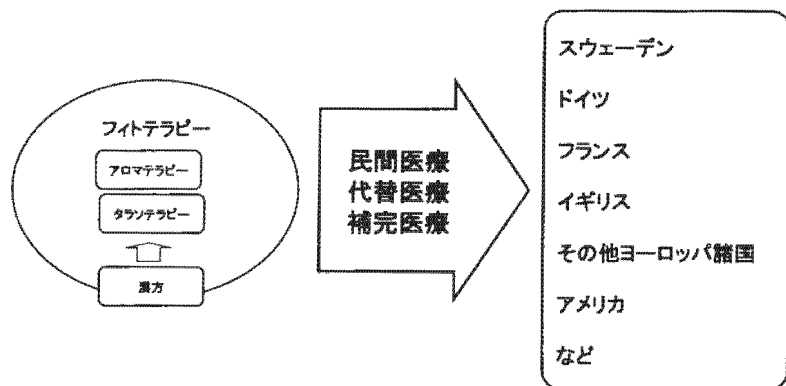 フィトテラピー
アロマテラピー
タラソテラピー
漢方
民間医療
代替医療
補完医療
スウェーデン
ドイツ
フランス
イギリス
その他ヨーロッパ諸国
アメリカ
など